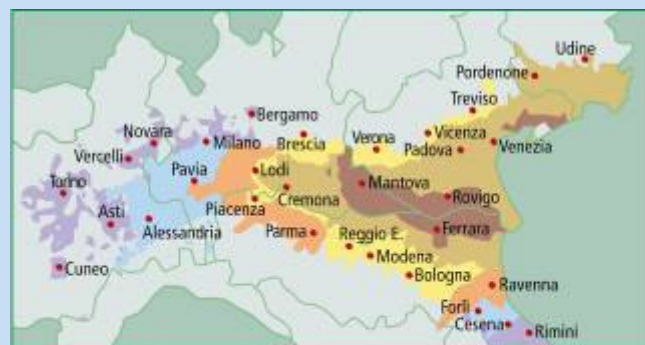 Udine
Pordenone
Treviso
Bergamo
Novara
Milano
Brescia
Verona
Vicenza
Venezia
Vercelli
Padova
Pavia
Lodi
Torino
Mantova
Cremona
Rovigo
Asti
Piacenza
Alessandria
Parma
Reggio E.
Ferrara
Modena
Cuneo
Bologna
Ravenna
Forlì
Cesena
Rimini